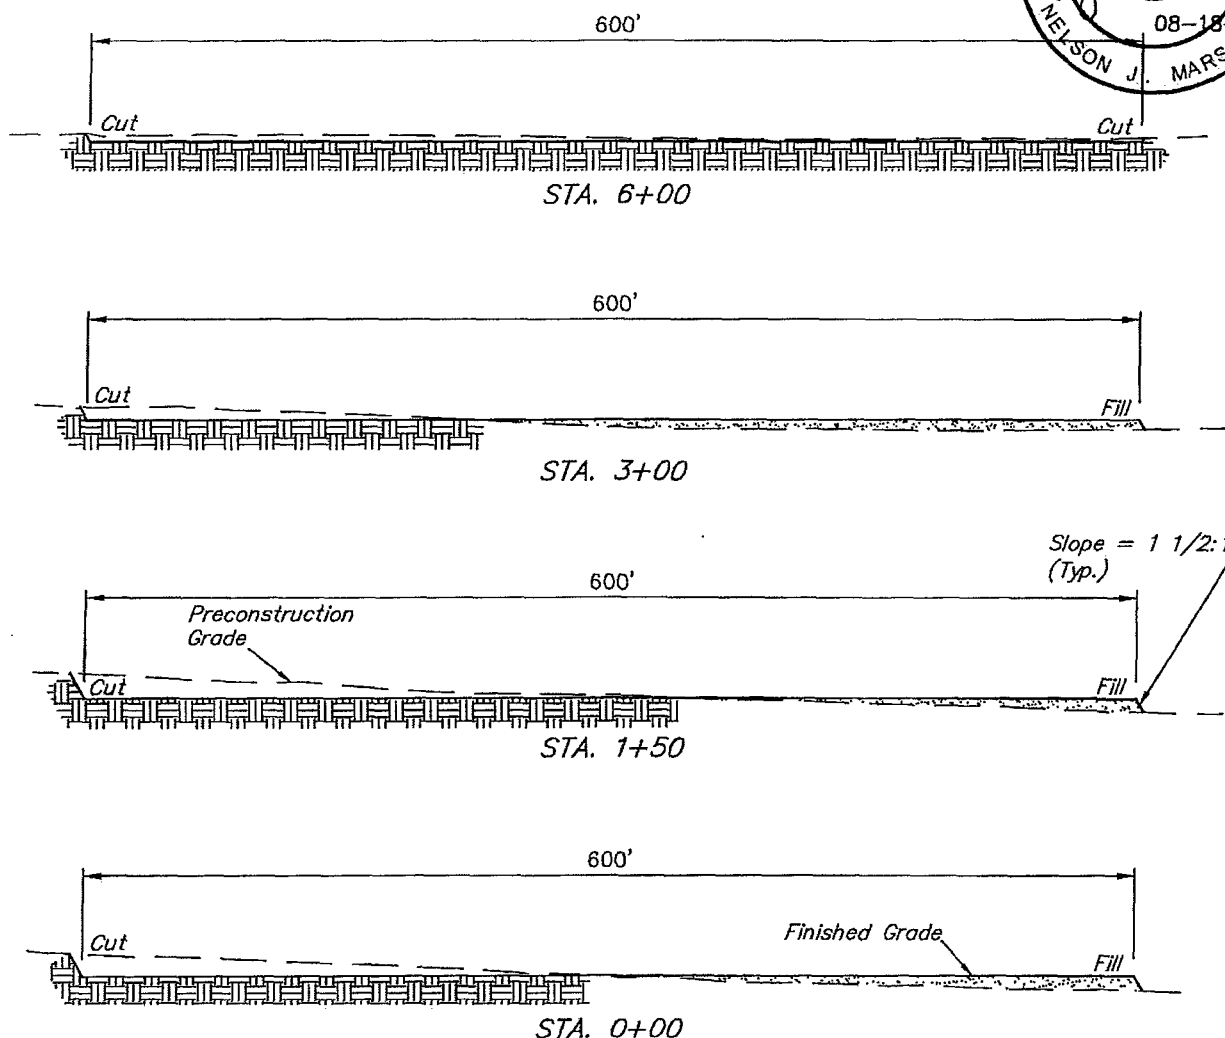 600'
08-18-
NELSON J. MARS
Cut
Cut
STA. 6+00
600'
Cut
Fill
STA. 3+00
Slope = 1 1/2:1
(Typ.)
600'
Preconstruction
Grade
Cut
Fill
STA. 1+50
600'
Cut
Finished Grade
Fill
STA. 0+00